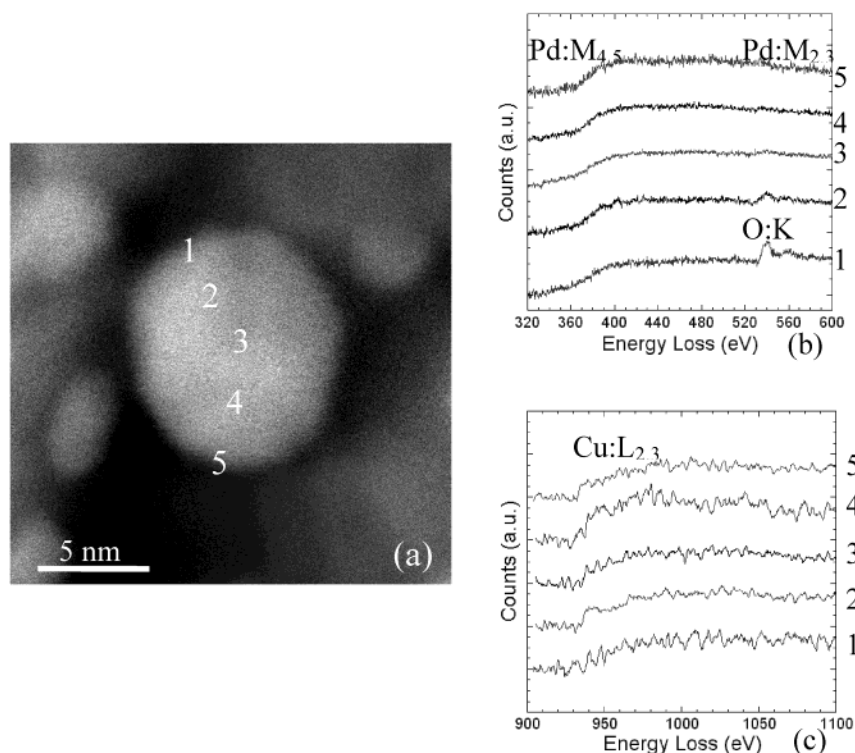 1
2
3
4
5
5 nm
(a)
Pd:M4,5
Pd:M2,3
5
4
3
2
O:K
1
Counts (a.u.)
320 360 400 440 480 520 560 600
Energy Loss (eV)
(b)
Cu:L2,3
5
4
3
2
1
Counts (a.u.)
900 950 1000 1050 1100
Energy Loss (eV)
(c)